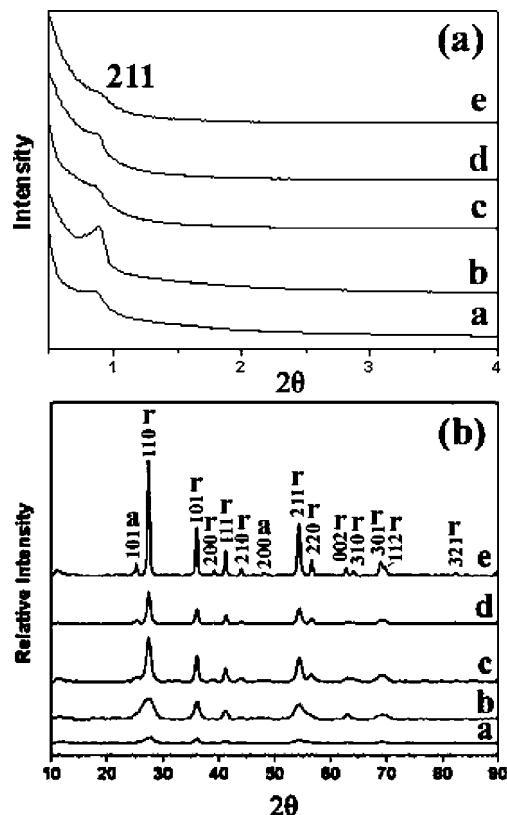 (a)
211
e
d
c
b
a
Intensity
1 2 3 4
2θ
(b)
101 a
110 r
101 r
200 r
111 r
210 r
200 a
211 r
220 r
002 r
310 r
301 r
112 r
321 r
e
d
c
b
a
Relative Intensity
10 20 30 40 50 60 70 80 90
2θ